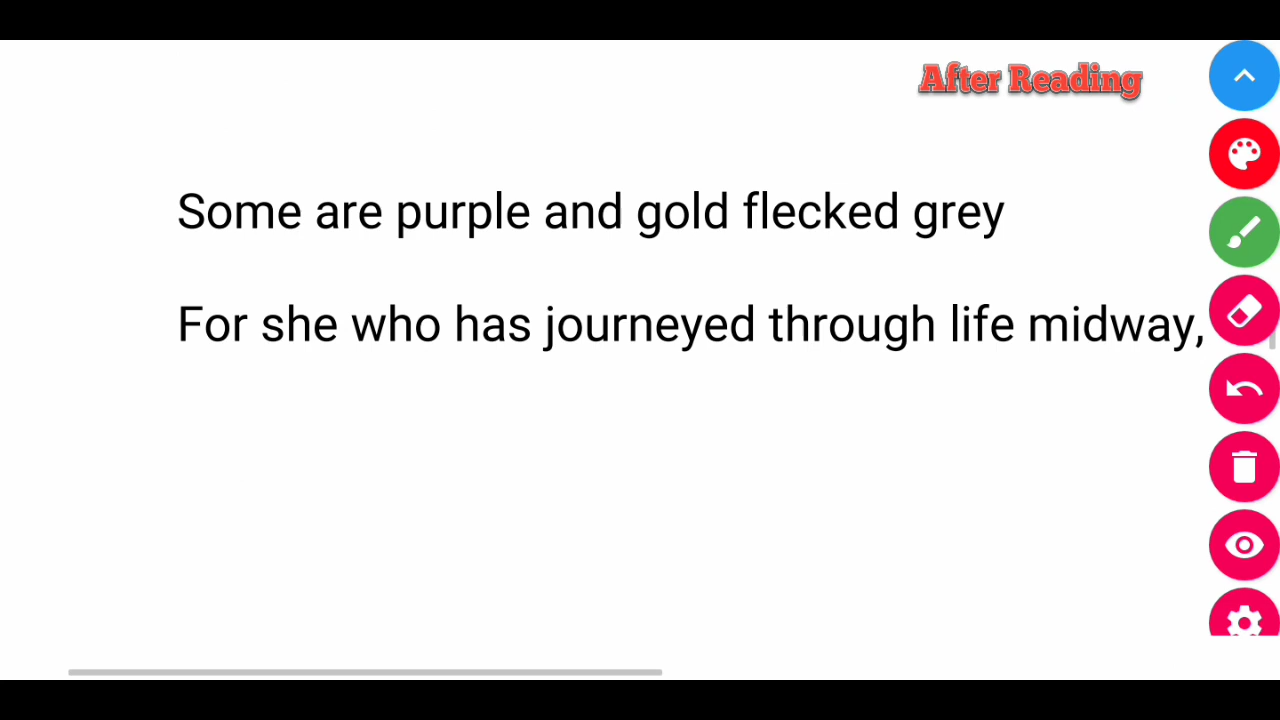 After Reading
Some are purple and gold flecked grey
For she who has journeyed through life midway,